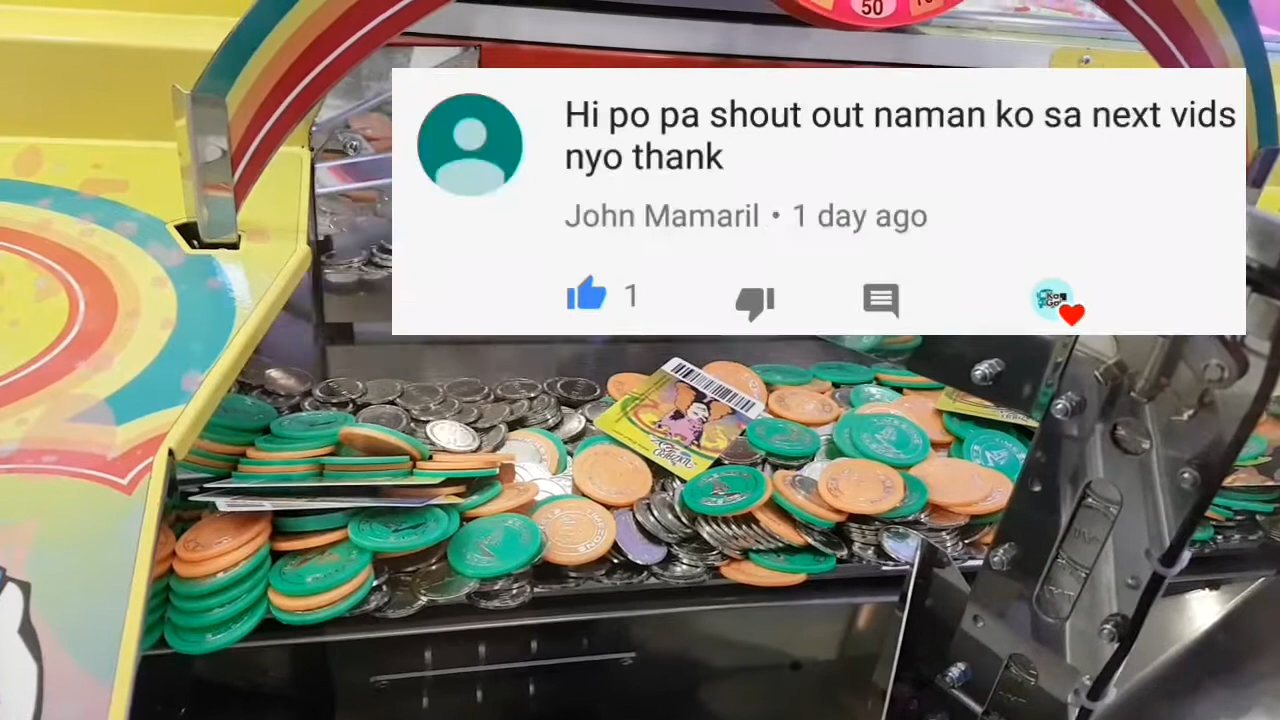 50
Hi po pa shout out naman ko sa next vids
nyo thank
John Mamaril • 1 day ago
1
TIMEZONE